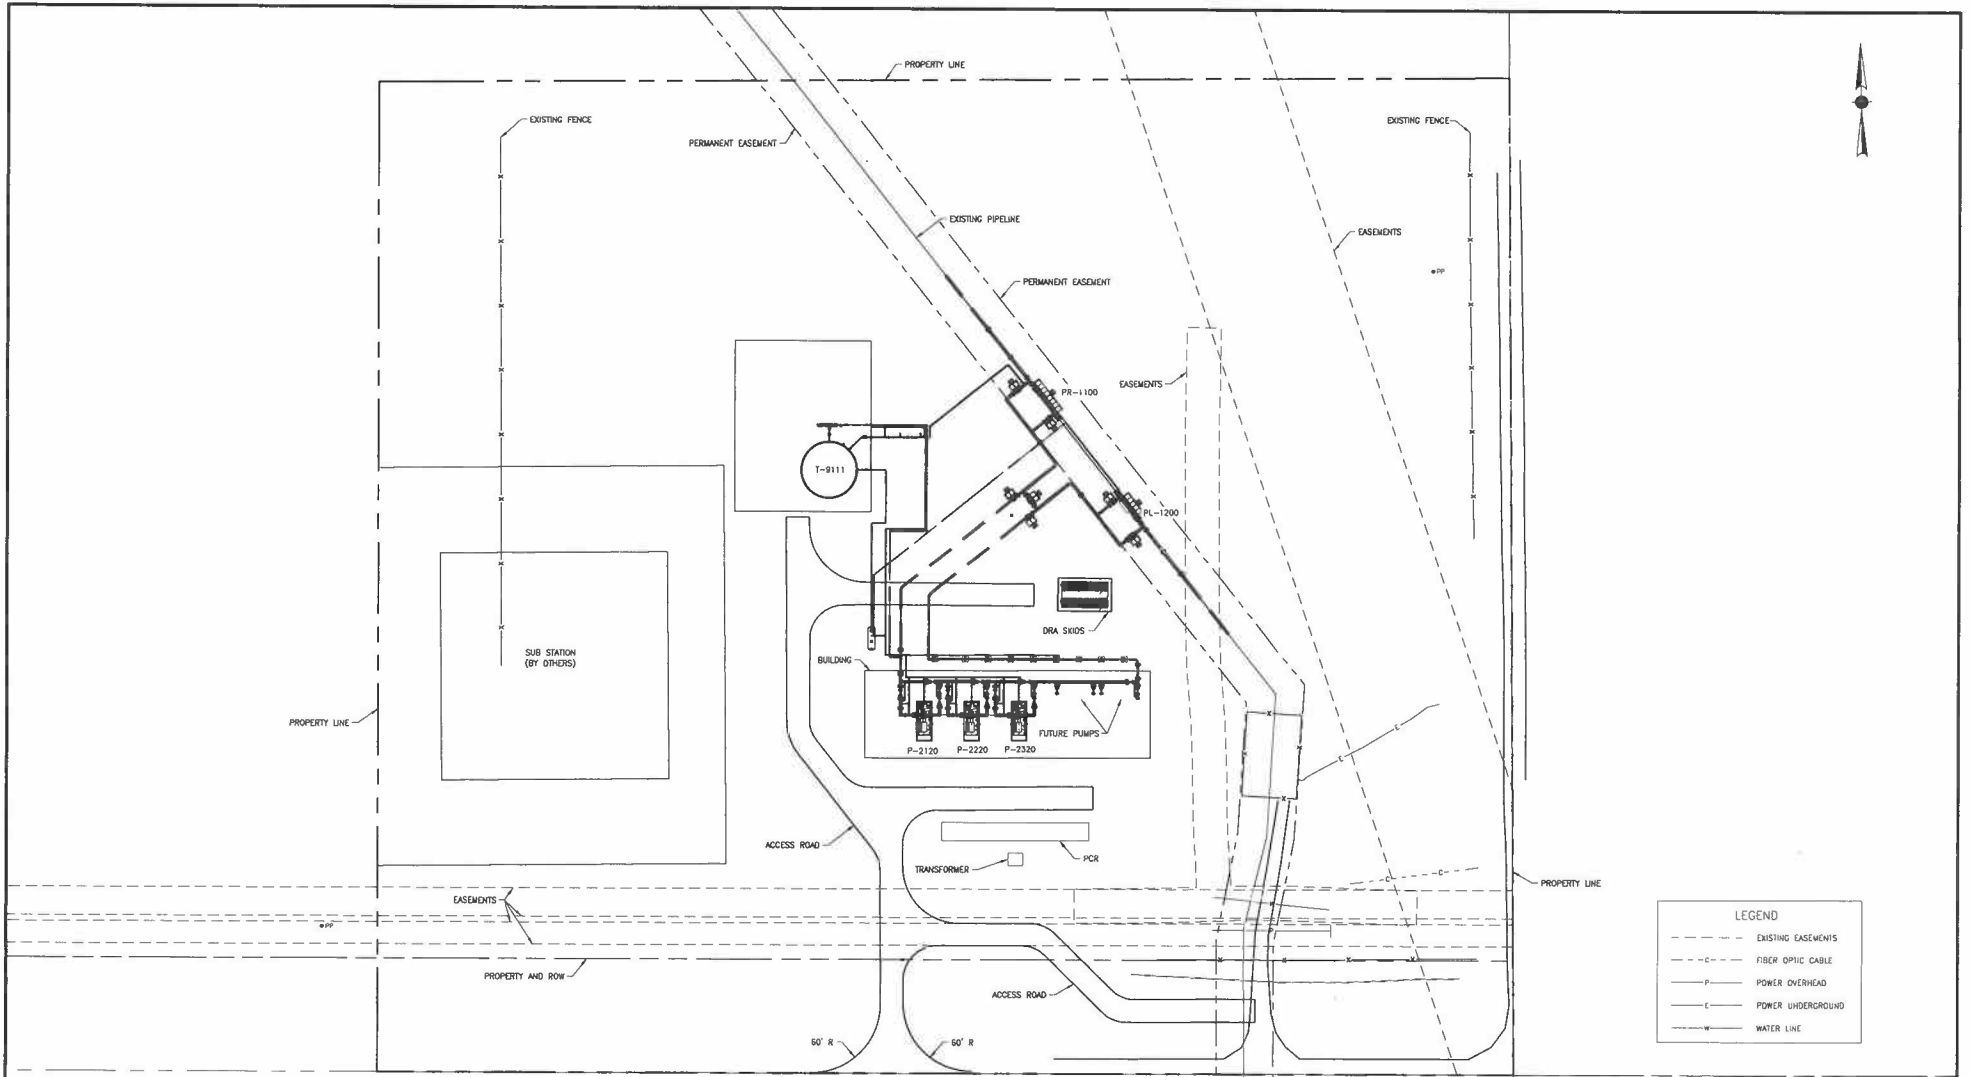 PROPERTY LINE
EXISTING FENCE
EXISTING FENCE
PERMANENT EASEMENT
EXISTING PIPELINE
EASEMENTS
PP
PERMANENT EASEMENT
EASEMENTS
PR-1100
T-9111
PL-1200
DRA SKIDS
SUB STATION
(BY OTHERS)
BUILDING
PROPERTY LINE
FUTURE PUMPS
P-2120
P-2220
P-2320
ACCESS ROAD
PCR
TRANSFORMER
PROPERTY LINE
EASEMENTS
PP
PROPERTY AND ROW
ACCESS ROAD
60' R
60' R
LEGEND
EXISTING EASEMENTS
C FIBER OPTIC CABLE
P POWER OVERHEAD
E POWER UNDERGROUND
W WATER LINE